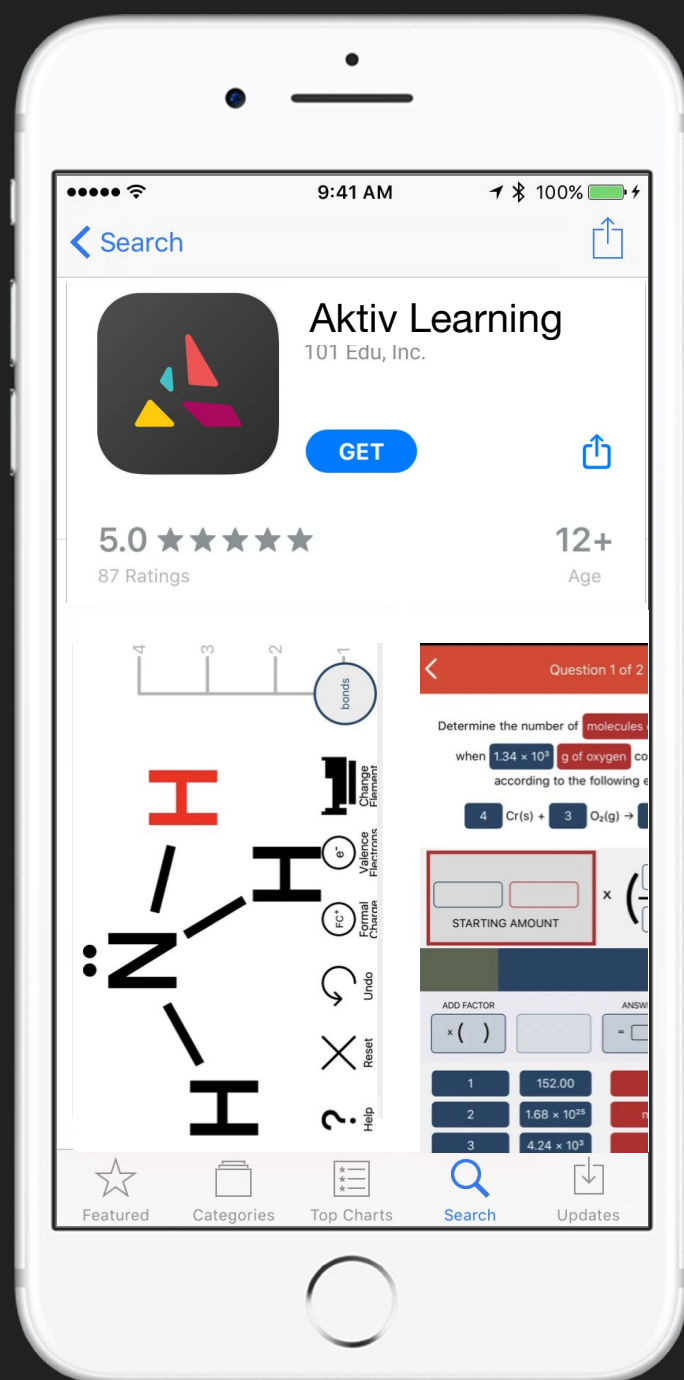 9:41 AM
100%
Search
Aktiv Learning
101 Edu, Inc.
GET
5.0
12+
87 Ratings
Age
4
3
2
1
bonds
H
N
H
H
Change Element
e⁻
Valence Electrons
FC⁺
Formal Charge
Undo
Reset
?
Help
Question 1 of 2
Determine the number of molecules
when 1.34 × 10³ g of oxygen co
according to the following e
4 Cr(s) + 3 O₂(g) →
x (
STARTING AMOUNT
ADD FACTOR
ANSW
x ( )
=
1
152.00
2
1.68 × 10²⁵
3
4.24 × 10³
Featured
Categories
Top Charts
Search
Updates